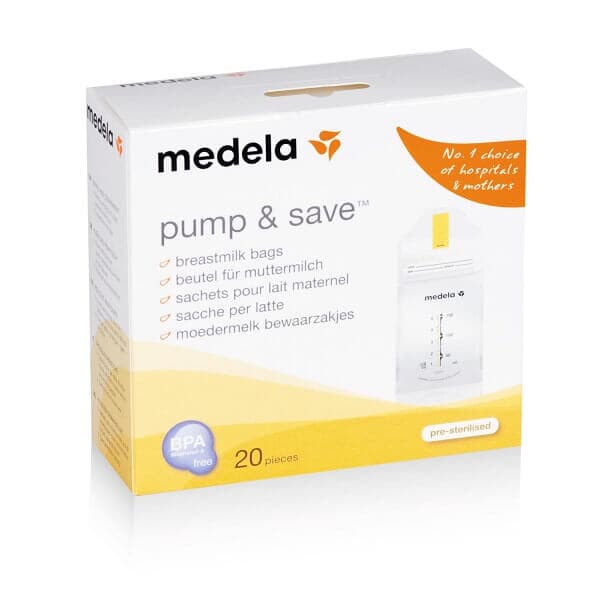 medela
medela
No. 1 choice
of hospitals
& mothers
pump & save™
breastmilk bags
beutel für muttermilch
sachets pour lait maternel
sacche per latte
moedermelk bewaarzakjes
medela
BPA
free
20 pieces
pre-sterilised